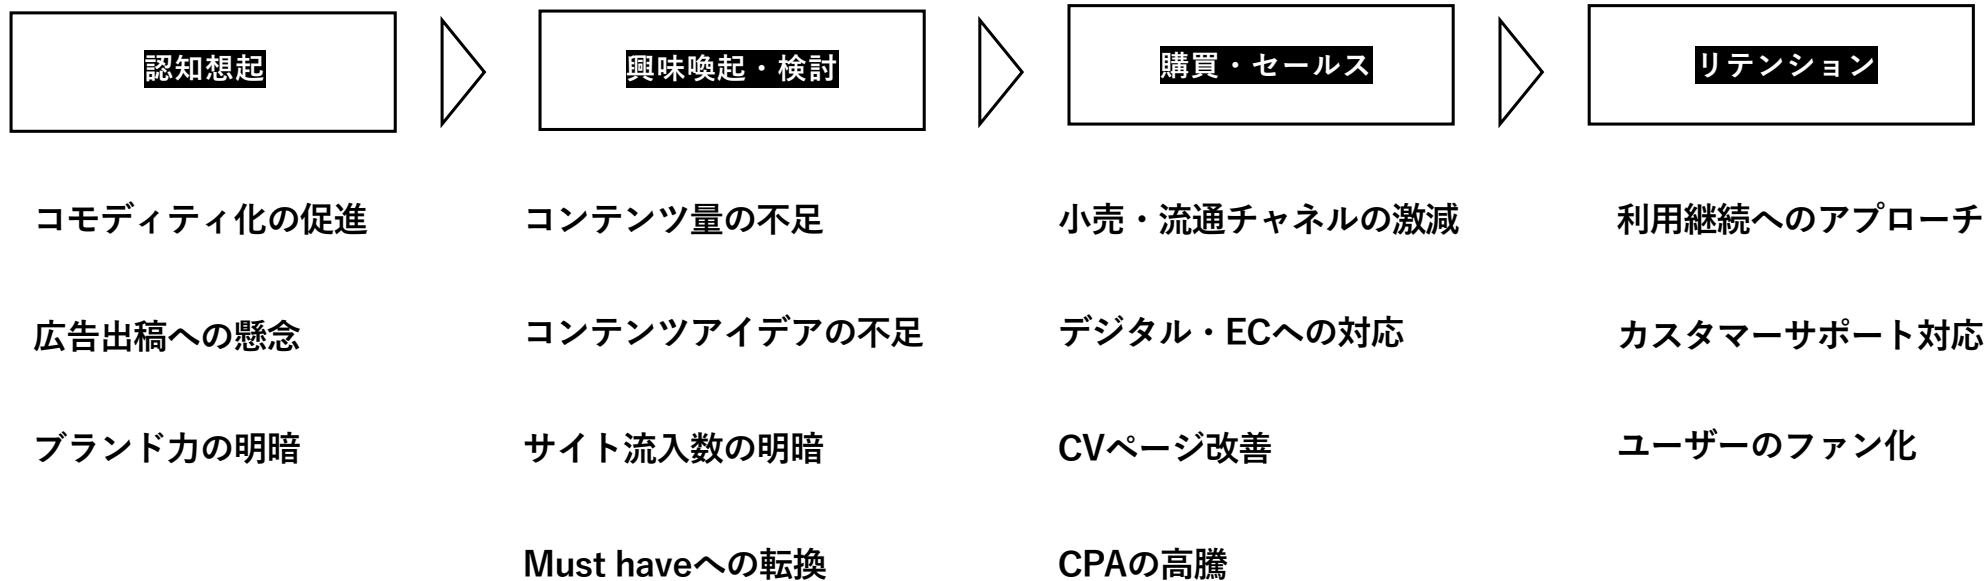 認知想起
興味喚起・検討
購買・セールス
リテンション
コモディティ化の促進
広告出稿への懸念
ブランド力の明暗
コンテンツ量の不足
コンテンツアイデアの不足
サイト流入数の明暗
Must haveへの転換
小売・流通チャネルの激減
デジタル・ECへの対応
CVページ改善
CPAの高騰
利用継続へのアプローチ
カスタマーサポート対応
ユーザーのファン化